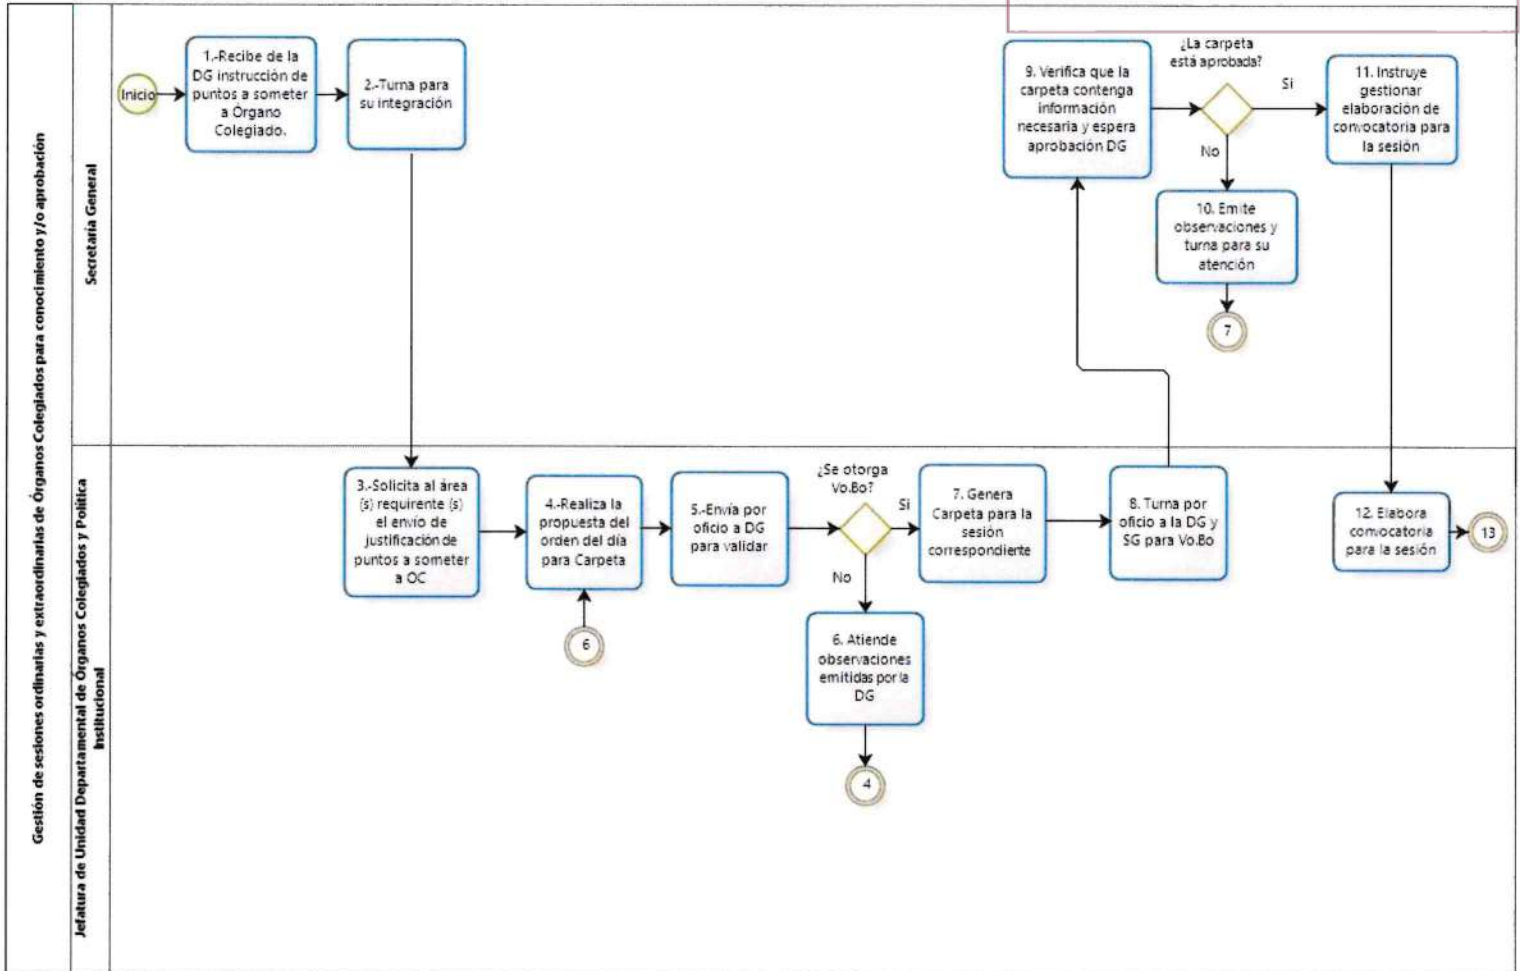 Gestión de sesiones ordinarias y extraordinarias de Órganos Colegiados para conocimiento y/o aprobación
Secretaría General
Inicio
1.-Recibe de la
DG instrucción de
puntos a someter
a Órgano
Colegiado.
2.-Turna para
su integración
9. Verifica que la
carpeta contenga
información
necesaria y espera
aprobación DG
¿La carpeta
está aprobada?
Si
No
11. Instruye
gestionar
elaboración de
convocatoria para
la sesión
10. Emite
observaciones y
turna para su
atención
7
Jefatura de Unidad Departamental de Órganos Colegiados y Política
Institucional
3.-Solicita al área
(s) requirente (s)
el envío de
justificación de
puntos a someter
a OC
4.-Realiza la
propuesta del
orden del día
para Carpeta
6
5.-Envía por
oficio a DG
para validar
¿Se otorga
Vo.Bo?
Si
No
6. Atiende
observaciones
emitidas por la
DG
4
7. Genera
Carpeta para la
sesión
correspondiente
8. Turna por
oficio a la DG y
SG para Vo.Bo
12. Elabora
convocatoria
para la sesión
13